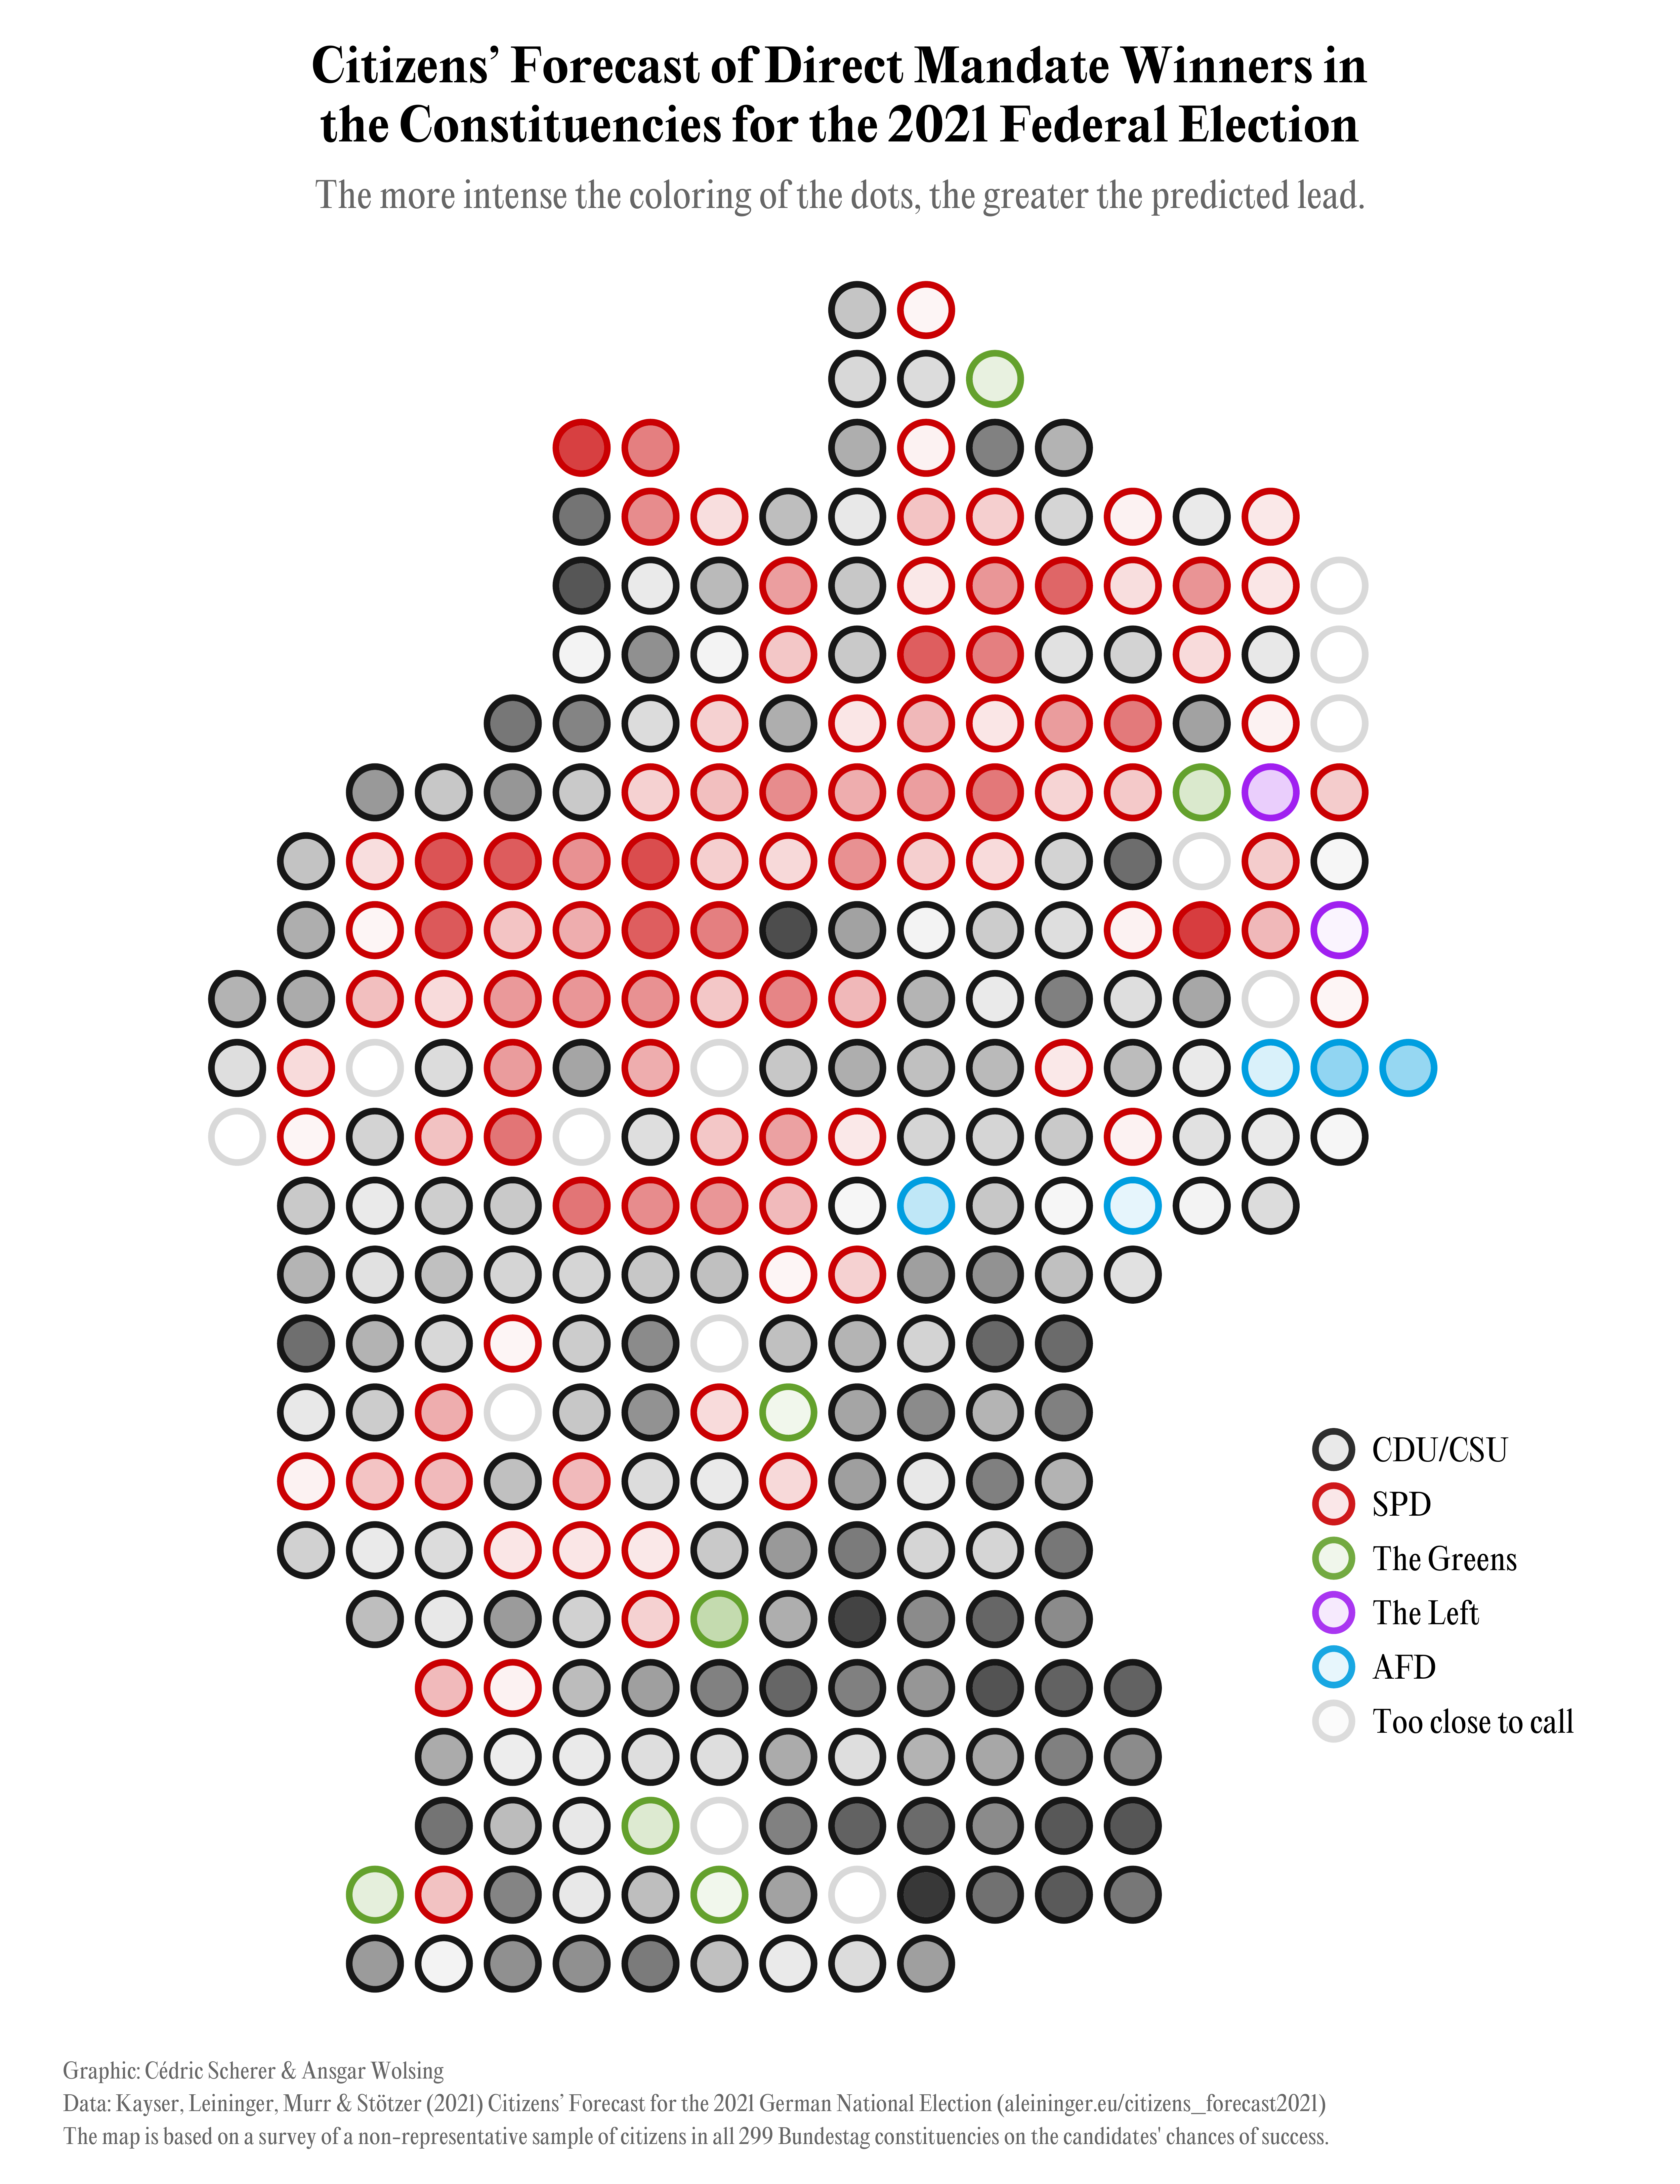 Citizens’ Forecast of Direct Mandate Winners in
the Constituencies for the 2021 Federal Election
The more intense the coloring of the dots, the greater the predicted lead.
CDU/CSU
SPD
The Greens
The Left
AFD
Too close to call
Graphic: Cédric Scherer & Ansgar Wolsing
Data: Kayser, Leininger, Murr & Stötzer (2021) Citizens’ Forecast for the 2021 German National Election (aleininger.eu/citizens_forecast2021)
The map is based on a survey of a non-representative sample of citizens in all 299 Bundestag constituencies on the candidates' chances of success.